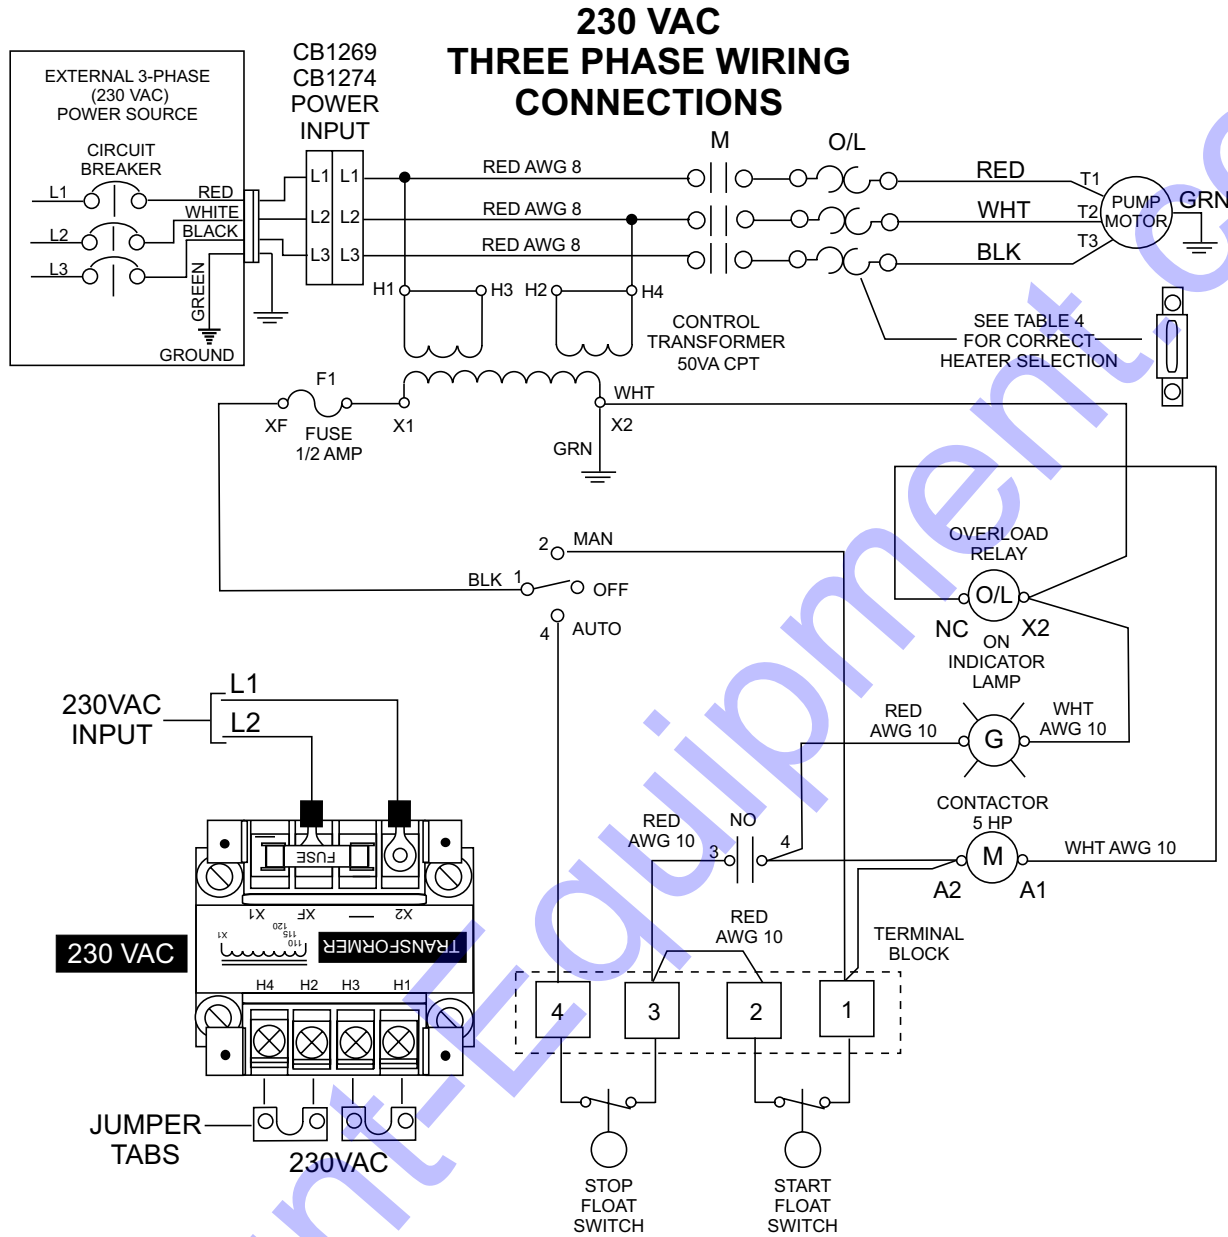 230 VAC
THREE PHASE WIRING
CONNECTIONS
EXTERNAL 3-PHASE
(230 VAC)
POWER SOURCE
CIRCUIT
BREAKER
L1
L2
L3
RED
WHITE
BLACK
GREEN
GROUND
CB1269
CB1274
POWER
INPUT
L1 L1
L2 L2
L3 L3
RED AWG 8
RED AWG 8
RED AWG 8
M
O/L
RED
WHT
BLK
T1
T2
T3
PUMP
MOTOR
GRN
H1
H3
H2
H4
CONTROL
TRANSFORMER
50VA CPT
SEE TABLE 4
FOR CORRECT
HEATER SELECTION
F1
XF
FUSE
1/2 AMP
X1
WHT
X2
GRN
2
MAN
BLK
1
OFF
4
AUTO
OVERLOAD
RELAY
O/L
NC
X2
ON
INDICATOR
LAMP
RED
AWG 10
G
WHT
AWG 10
CONTACTOR
5 HP
M
A2
A1
WHT AWG 10
RED
AWG 10
NO
3
4
RED
AWG 10
TERMINAL
BLOCK
4
3
2
1
STOP
FLOAT
SWITCH
START
FLOAT
SWITCH
230VAC
INPUT
L1
L2
FUSE
X1
XF
X2
X1
120
115
110
TRANSFORMER
230 VAC
H4
H2
H3
H1
JUMPER
TABS
230VAC
nt-Equipment.co